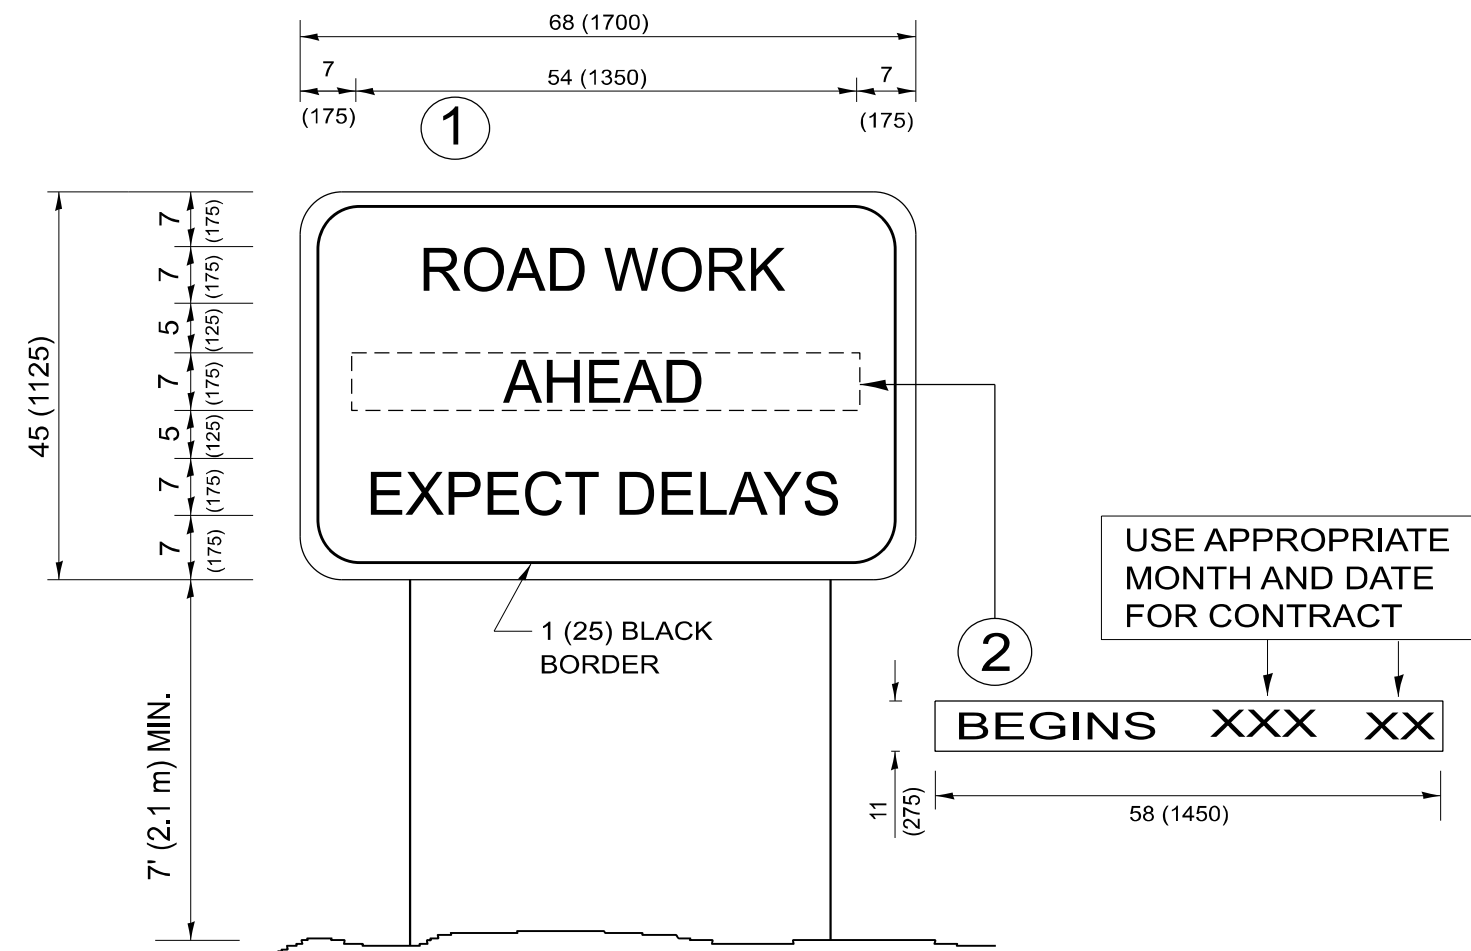 68 (1700)
7
54 (1350)
7
(175)
(175)
1
45 (1125)
7 (175)
7 (175)
5 (125)
7 (175)
5 (125)
7 (175)
7 (175)
ROAD WORK
AHEAD
EXPECT DELAYS
1 (25) BLACK
BORDER
7' (2.1 m) MIN.
2
USE APPROPRIATE
MONTH AND DATE
FOR CONTRACT
BEGINS XXX XX
11
(275)
58 (1450)